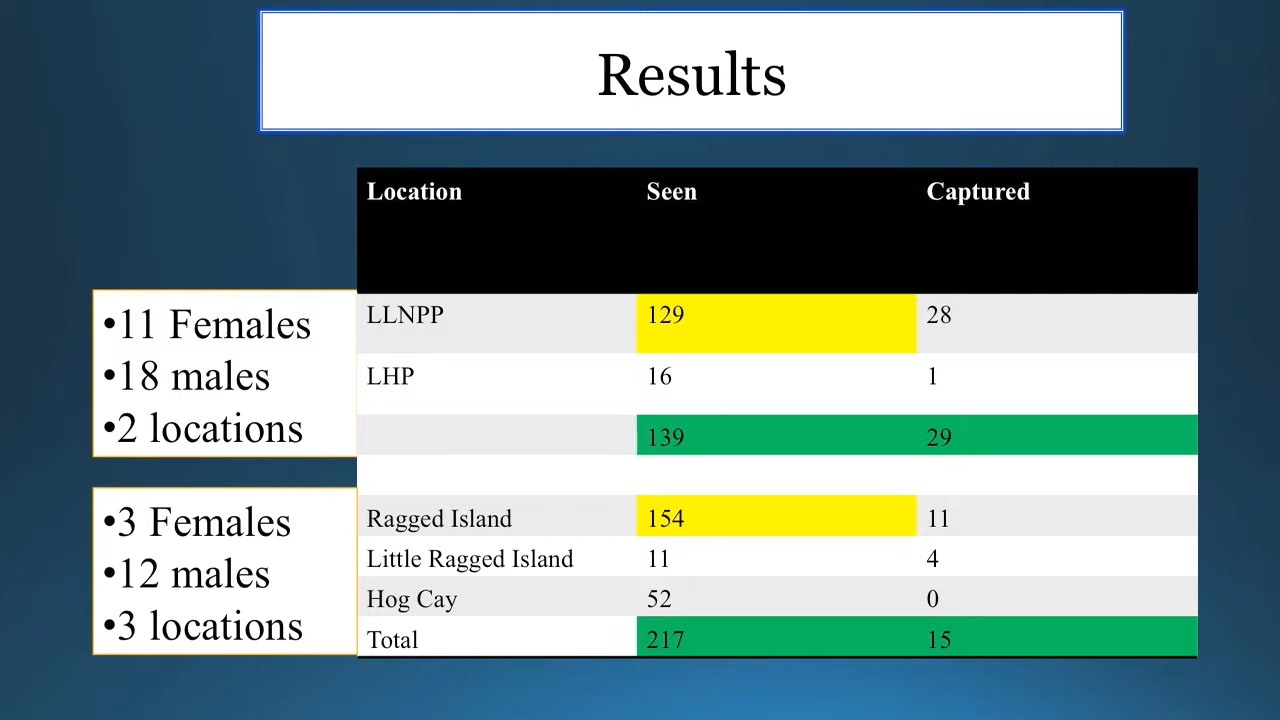 Results
Location Seen Captured
•11 Females
•18 males
•2 locations
LLNPP 129 28
LHP 16 1
139 29
•3 Females
•12 males
•3 locations
Ragged Island 154 11
Little Ragged Island 11 4
Hog Cay 52 0
Total 217 15